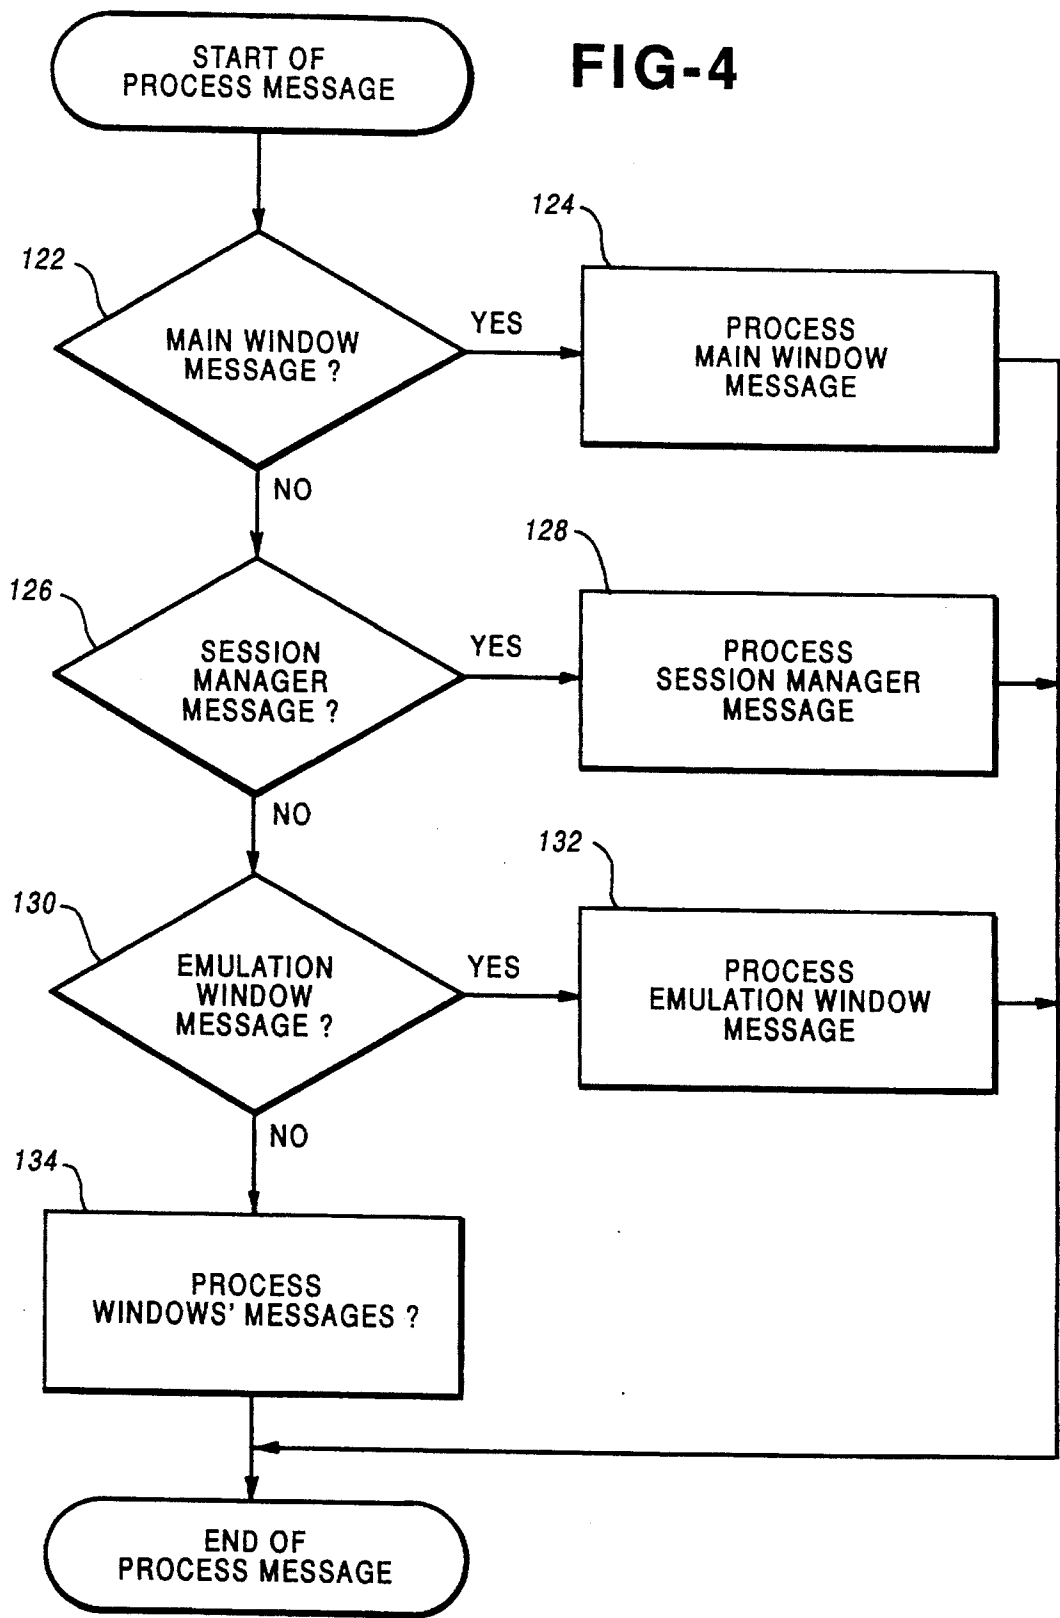 START OF
PROCESS MESSAGE
FIG-4
122
MAIN WINDOW
MESSAGE ?
YES
124
PROCESS
MAIN WINDOW
MESSAGE
NO
126
SESSION
MANAGER
MESSAGE ?
YES
128
PROCESS
SESSION MANAGER
MESSAGE
NO
130
EMULATION
WINDOW
MESSAGE ?
YES
132
PROCESS
EMULATION WINDOW
MESSAGE
NO
134
PROCESS
WINDOWS' MESSAGES ?
END OF
PROCESS MESSAGE